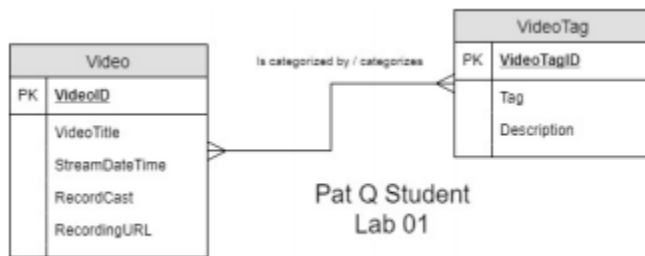 Video
PK VideoID
VideoTitle
StreamDateTime
RecordCast
RecordingURL
Is categorized by / categorizes
VideoTag
PK VideoTagID
Tag
Description
Pat Q Student
Lab 01